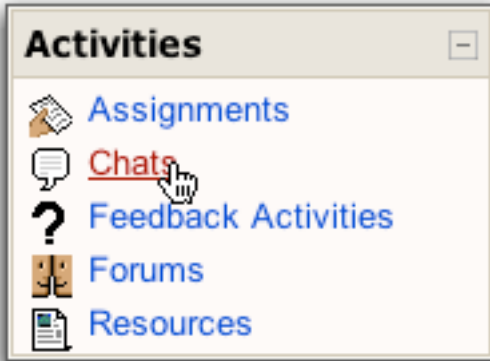 Activities
Assignments
Chats
Feedback Activities
Forums
Resources